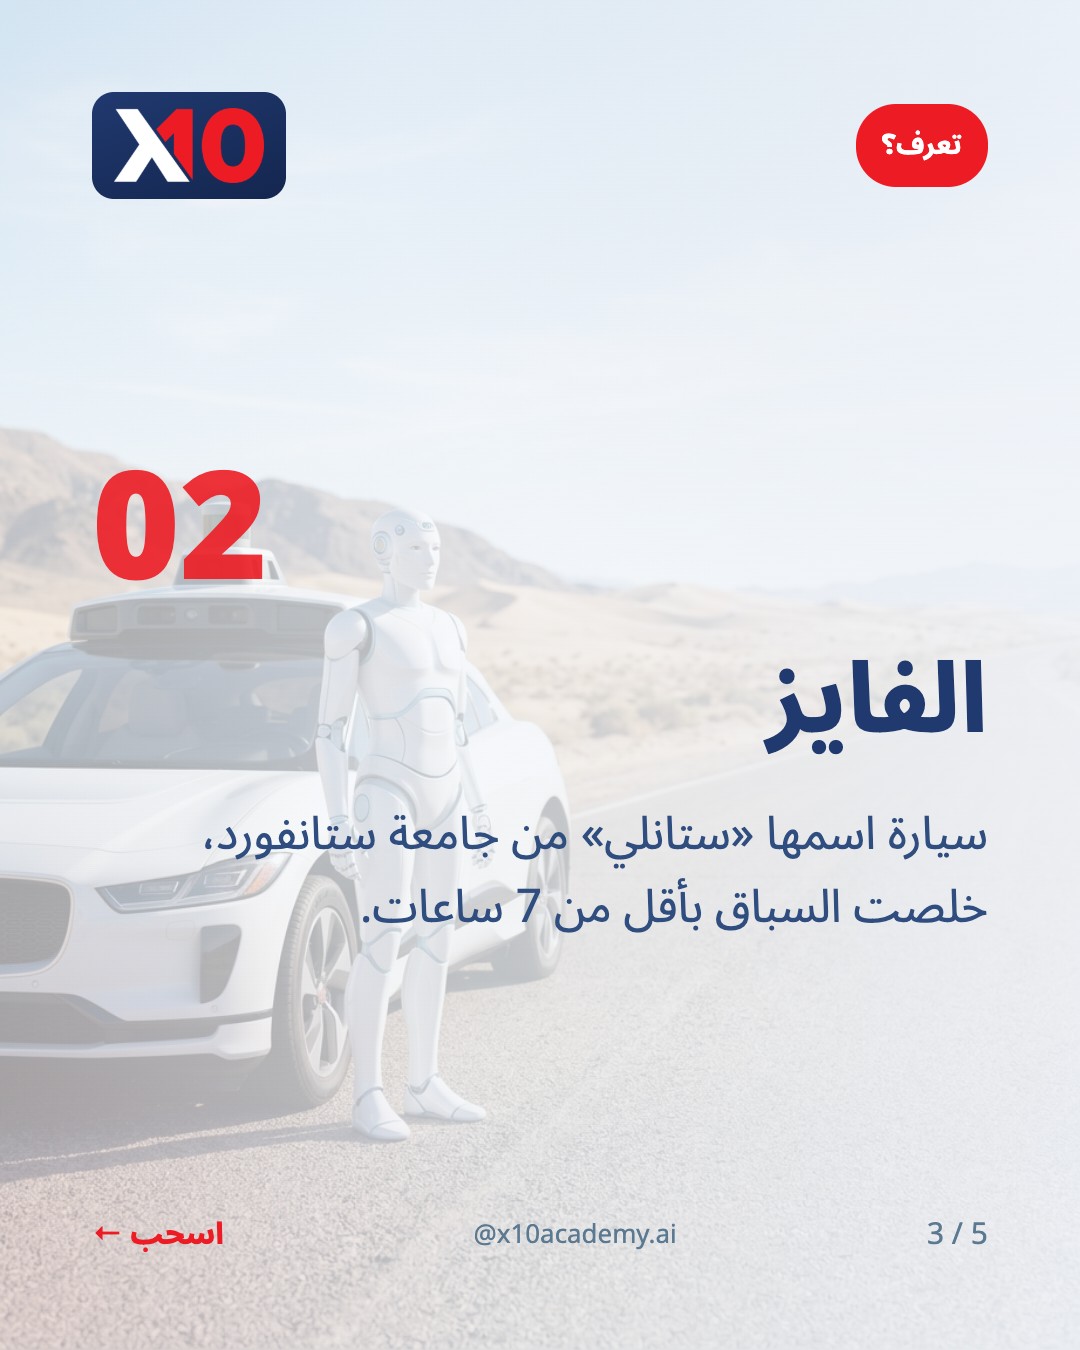 X10
تعرف؟
02
الفايز
سيارة اسمها «ستانلي» من جامعة ستانفورد،
خلصت السباق بأقل من 7 ساعات.
3 / 5
@x10academy.ai
اسحب ←